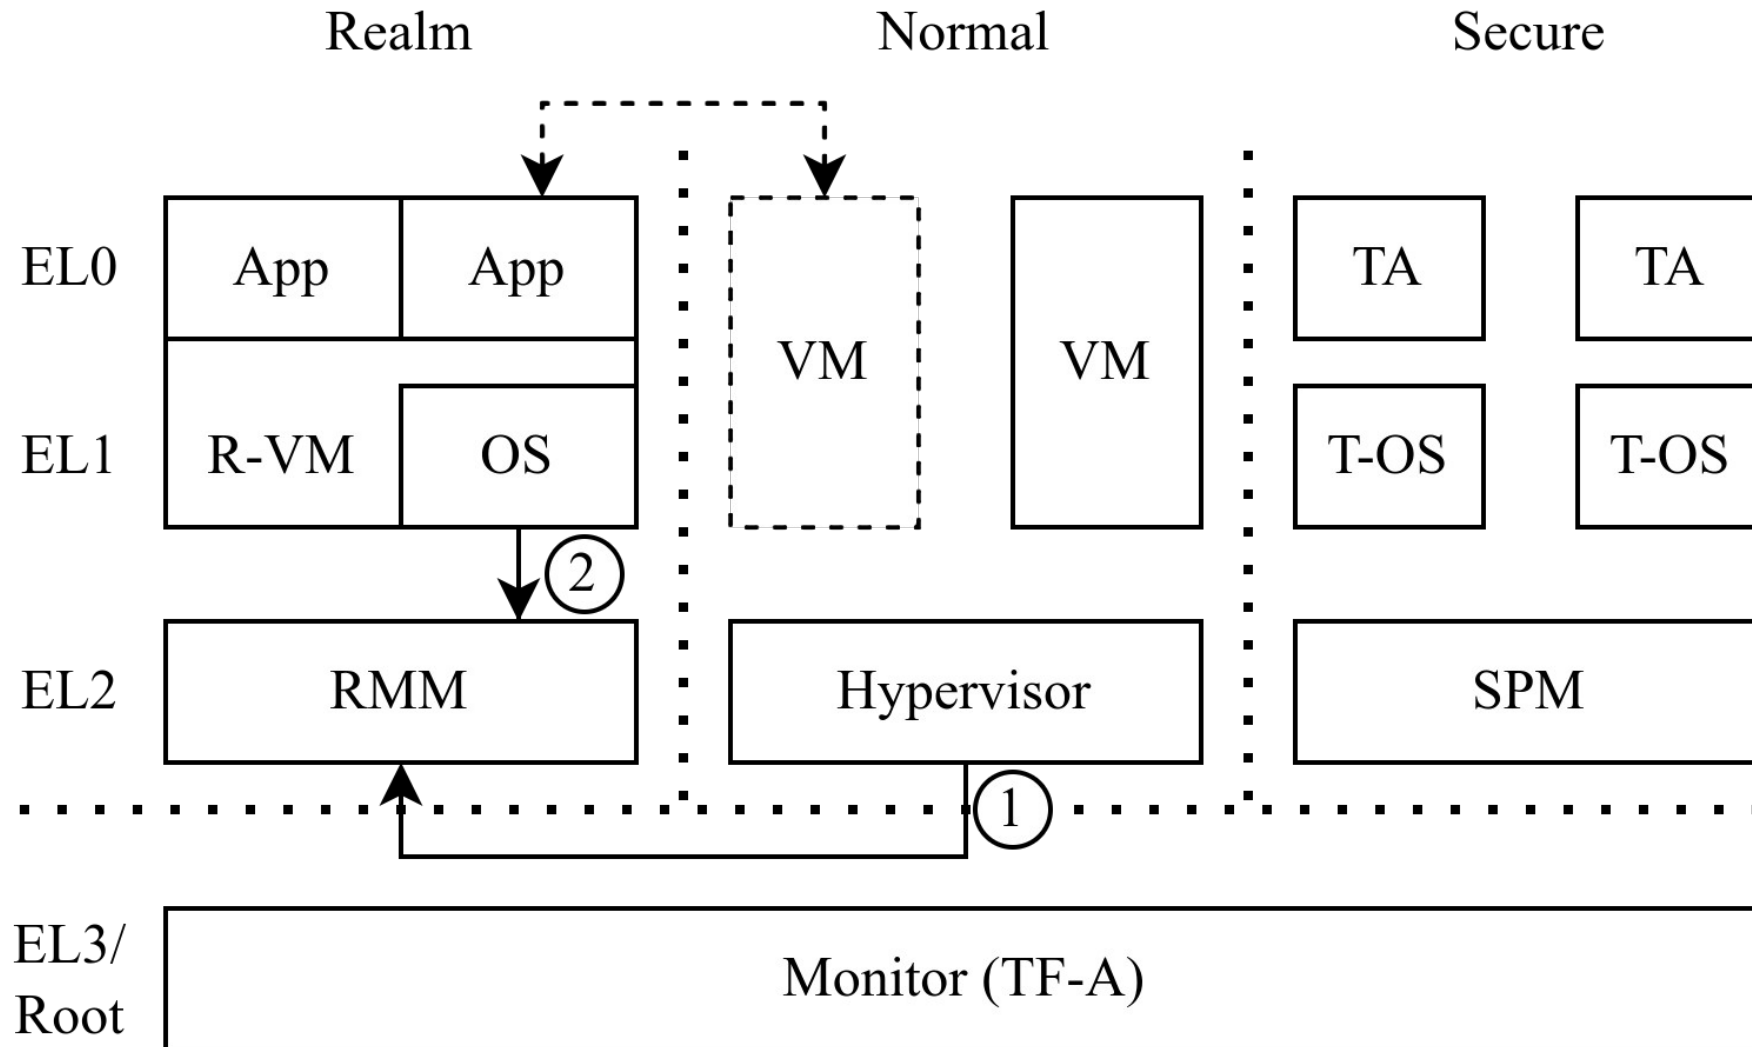 Realm Normal Secure
EL0 App App TA TA
VM VM
EL1 R-VM OS T-OS T-OS
2
EL2 RMM Hypervisor SPM
1
EL3/
Root
Monitor (TF-A)